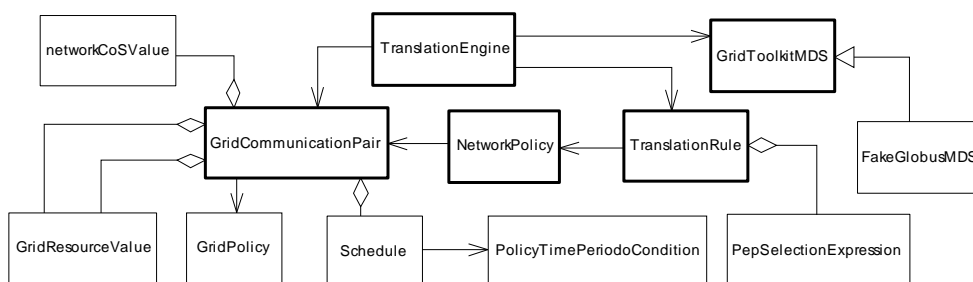 networkCoSValue
TranslationEngine
GridToolkitMDS
GridCommunicationPair
NetworkPolicy
TranslationRule
FakeGlobusMDS
GridResourceValue
GridPolicy
Schedule
PolicyTimePeriodoCondition
PepSelectionExpression